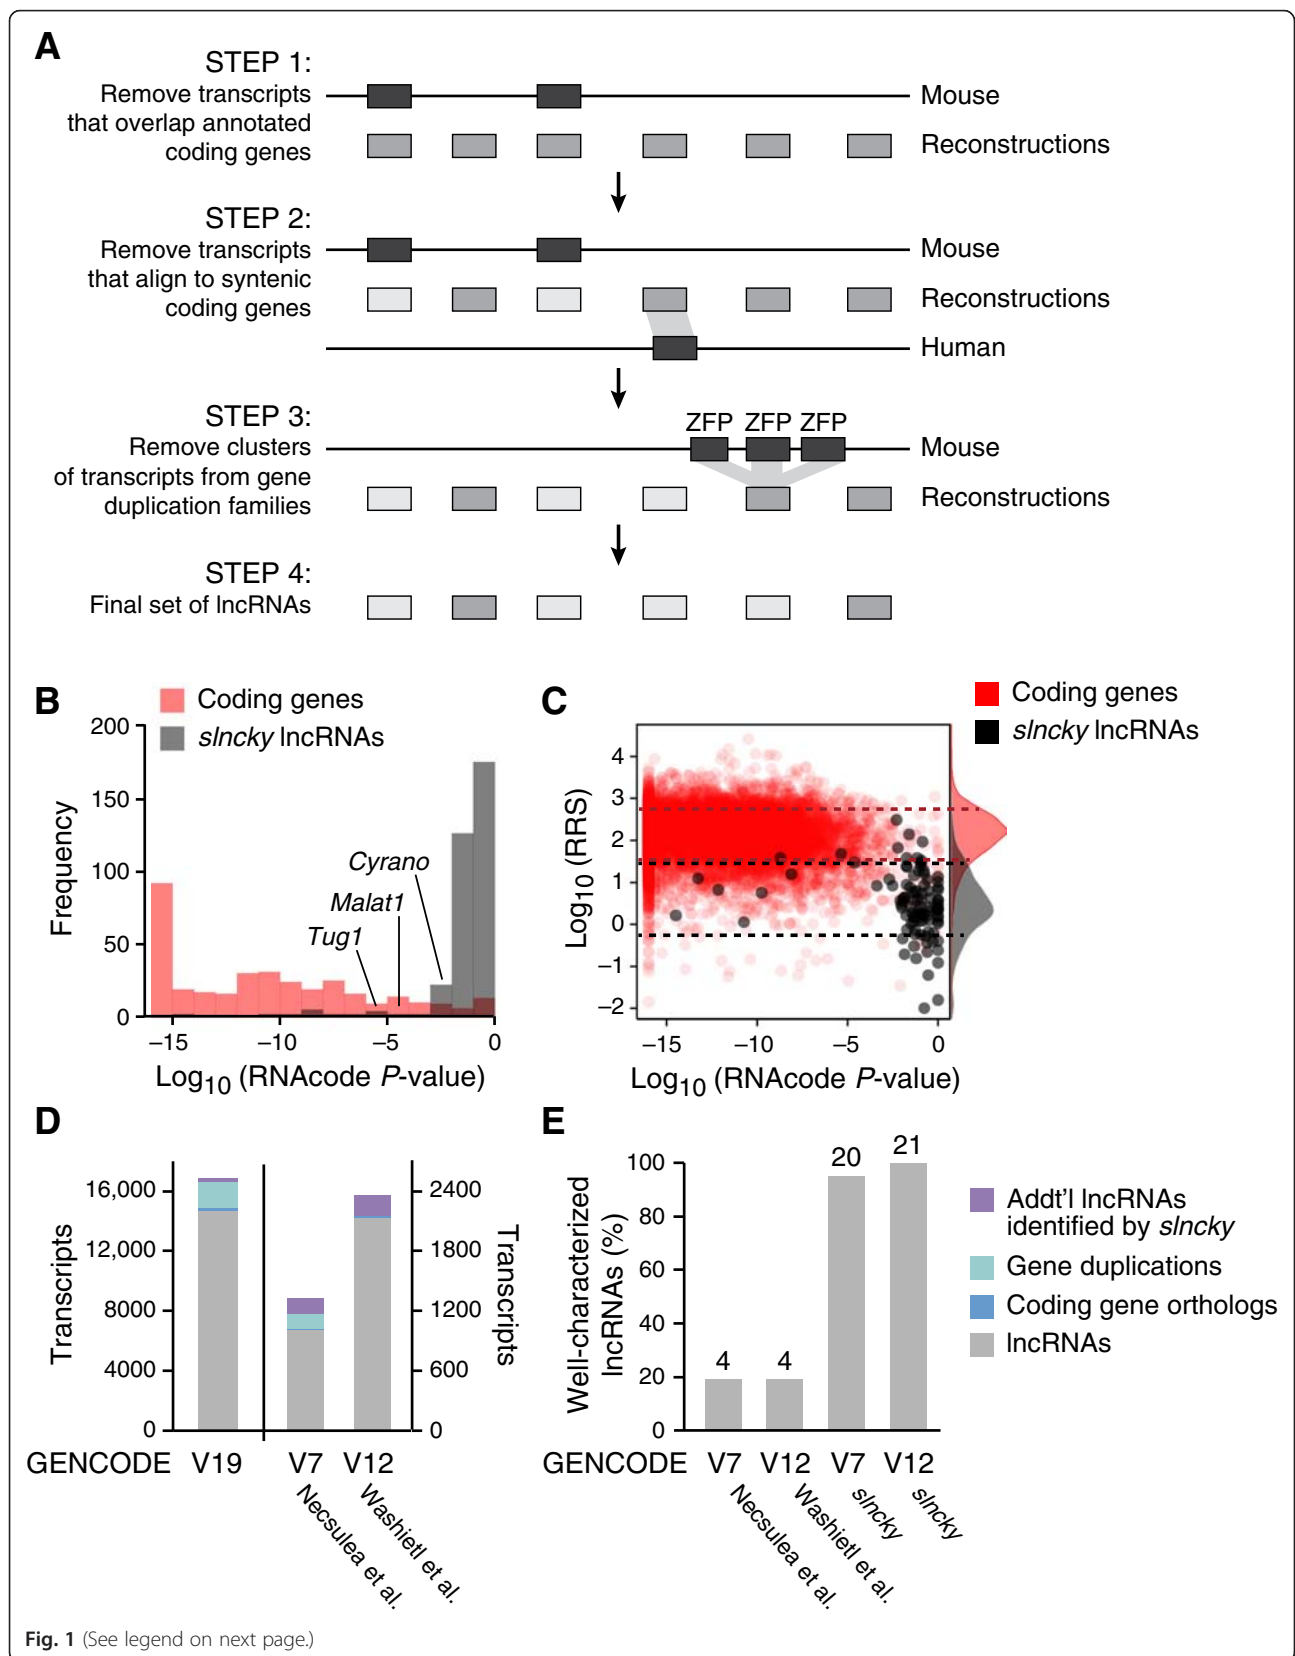 A
STEP 1:
Remove transcripts
that overlap annotated
coding genes
Mouse
Reconstructions
STEP 2:
Remove transcripts
that align to syntenic
coding genes
Mouse
Reconstructions
Human
STEP 3:
Remove clusters
of transcripts from gene
duplication families
ZFP ZFP ZFP
Mouse
Reconstructions
STEP 4:
Final set of lncRNAs
B
Coding genes
slncky lncRNAs
Frequency
200
150
100
50
0
Cyrano
Malat1
Tug1
–15 –10 –5 0
Log10 (RNAcode P-value)
C
Coding genes
slncky lncRNAs
Log10 (RRS)
4
3
2
1
0
–1
–2
–15 –10 –5 0
Log10 (RNAcode P-value)
D
Transcripts
16,000
12,000
8000
4000
0
2400
1800
1200
600
0
Transcripts
GENCODE V19 V7 V12
Necsulea et al.
Washietl et al.
E
Well-characterized
lncRNAs (%)
100
80
60
40
20
0
4 4 20 21
GENCODE V7 V12 V7 V12
Necsulea et al.
Washietl et al.
slncky
slncky
Addt'l lncRNAs
identified by slncky
Gene duplications
Coding gene orthologs
lncRNAs
Fig. 1 (See legend on next page.)